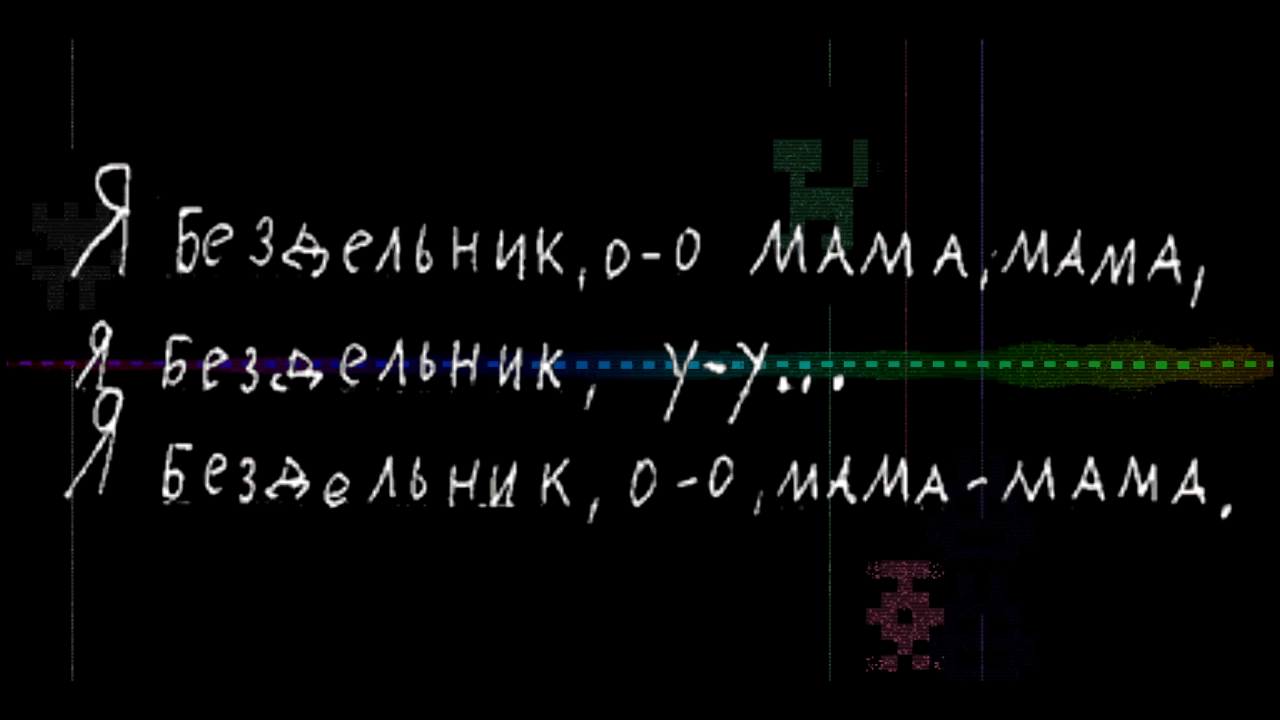 Я Бездельник, о-о мама, мама,
Я Бездельник, у-у...
Я Бездельник, о-о, мама-мама.